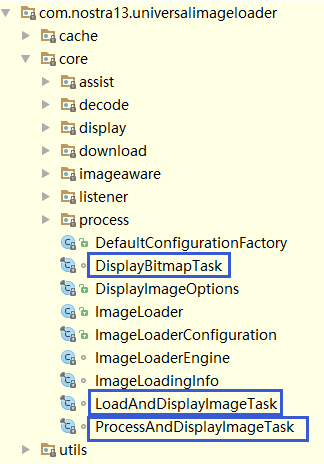 com.nostra13.universalimageloader
cache
core
assist
decode
display
download
imageaware
listener
process
DefaultConfigurationFactory
DisplayBitmapTask
DisplayImageOptions
ImageLoader
ImageLoaderConfiguration
ImageLoaderEngine
ImageLoadingInfo
LoadAndDisplayImageTask
ProcessAndDisplayImageTask
utils